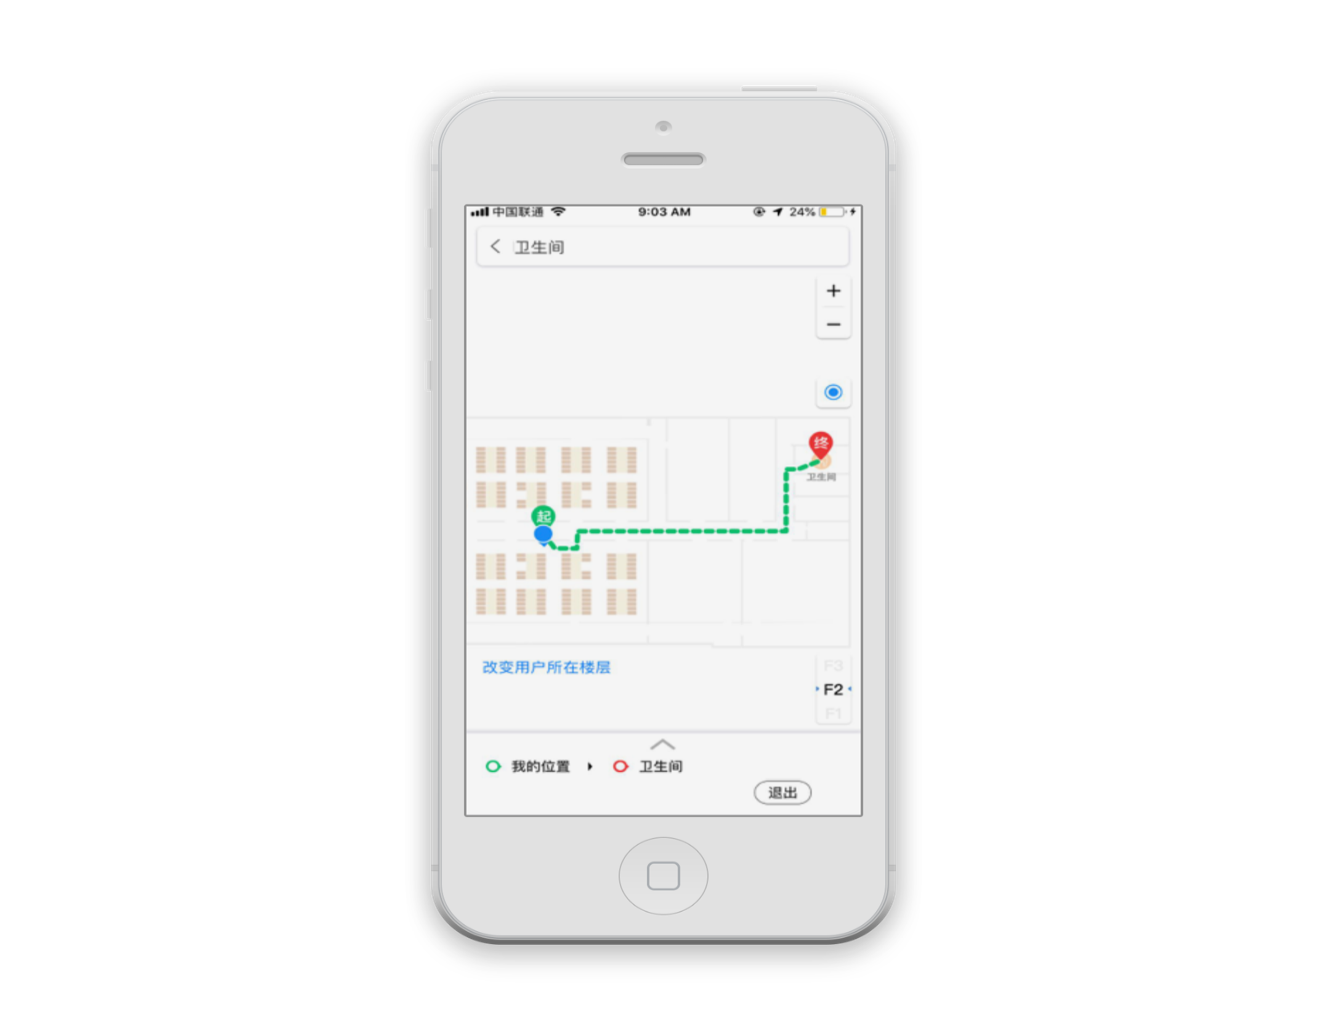 中国联通 9:03 AM 24%
卫生间
+
−
终
卫生间
起
改变用户所在楼层
F3
F2
F1
我的位置 卫生间
退出